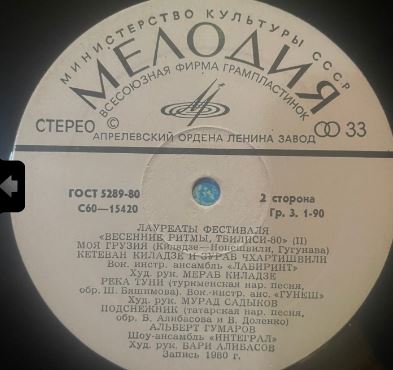 МИНИСТЕРСТВО КУЛЬТУРЫ СССР
МЕЛОДИЯ
ВСЕСОЮЗНАЯ ФИРМА ГРАМПЛАСТИНОК
СТЕРЕО ©
33
АПРЕЛЕВСКИЙ ОРДЕНА ЛЕНИНА ЗАВОД
ГОСТ 5289-80
С60—15420
2 сторона
Гр. 3. 1-90
ЛАУРЕАТЫ ФЕСТИВАЛЯ
«ВЕСЕННИЕ РИТМЫ, ТБИЛИСИ-80» (II)
МОЯ ГРУЗИЯ (Киладзе—Нонешвили, Гугунава)
КЕТЕВАН КИЛАДЗЕ И ЗУРАВ ЧХАРТИШВИЛИ
Вок. инстр. ансамбль «ЛАБИРИНТ»
Худ. рук. МЕРАБ КИЛАДЗЕ
РЕКА ТУНИ (туркменская нар. песня,
обр. Ш. Бяшимова). Вок.-инстр. анс. «ГУНЕШ»
Худ. рук. МУРАД САДЫКОВ
ПОДСНЕЖНИК (татарская нар. песня,
обр. Б. Алибасова и В. Доленко)
АЛЬБЕРТ ГУМАРОВ
Шоу-ансамбль «ИНТЕГРАЛ»
Худ. рук. БАРИ АЛИБАСОВ
Запись 1980 г.